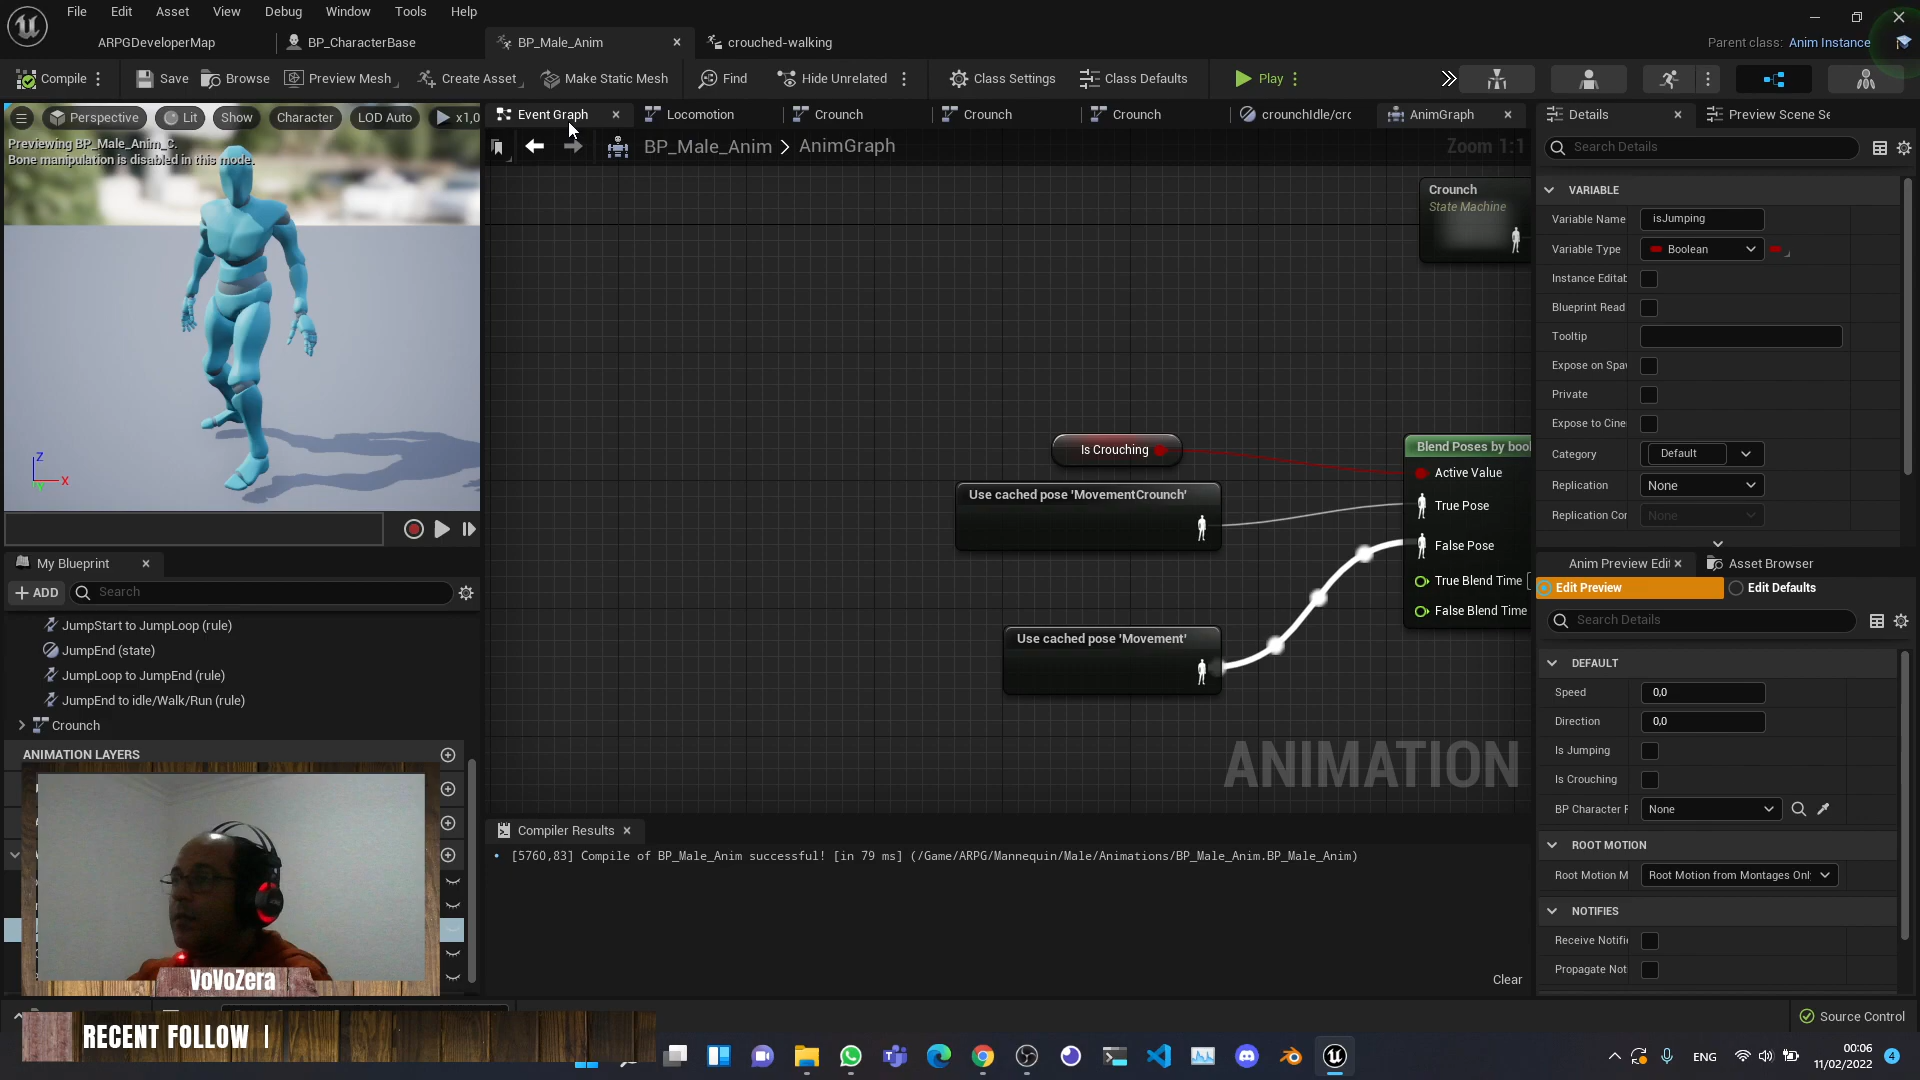 File Edit Asset View Debug Window Tools Help
ARPGDeveloperMap BP_CharacterBase BP_Male_Anim crouched-walking Parent class: Anim Instance
Compile Save Browse Preview Mesh Create Asset Make Static Mesh Find Hide Unrelated Class Settings Class Defaults Play
Perspective Lit Show Character LOD Auto x1,0
Previewing BP_Male_Anim_C.
Bone manipulation is disabled in this mode.
Z
X
Y
Event Graph Locomotion Crounch Crounch Crounch crounchIdle/crc AnimGraph
BP_Male_Anim > AnimGraph Zoom 1:1
Crounch
State Machine
Is Crouching
Use cached pose 'MovementCrounch'
Use cached pose 'Movement'
Blend Poses by bool
Active Value
True Pose
False Pose
True Blend Time
False Blend Time
ANIMATION
My Blueprint
ADD Search
JumpStart to JumpLoop (rule)
JumpEnd (state)
JumpLoop to JumpEnd (rule)
JumpEnd to idle/Walk/Run (rule)
Crounch
ANIMATION LAYERS
VoVoZera
RECENT FOLLOW |
Compiler Results
[5760,83] Compile of BP_Male_Anim successful! [in 79 ms] (/Game/ARPG/Mannequin/Male/Animations/BP_Male_Anim.BP_Male_Anim)
Clear
Details Preview Scene Se
Search Details
VARIABLE
Variable Name isJumping
Variable Type Boolean
Instance Editab
Blueprint Read
Tooltip
Expose on Spaw
Private
Expose to Cine
Category Default
Replication None
Replication Con None
Anim Preview Edit Asset Browser
Edit Preview Edit Defaults
Search Details
DEFAULT
Speed 0,0
Direction 0,0
Is Jumping
Is Crouching
BP Character R None
ROOT MOTION
Root Motion M Root Motion from Montages Onl
NOTIFIES
Receive Notifie
Propagate Not
Source Control
ENG 00:06
11/02/2022 4